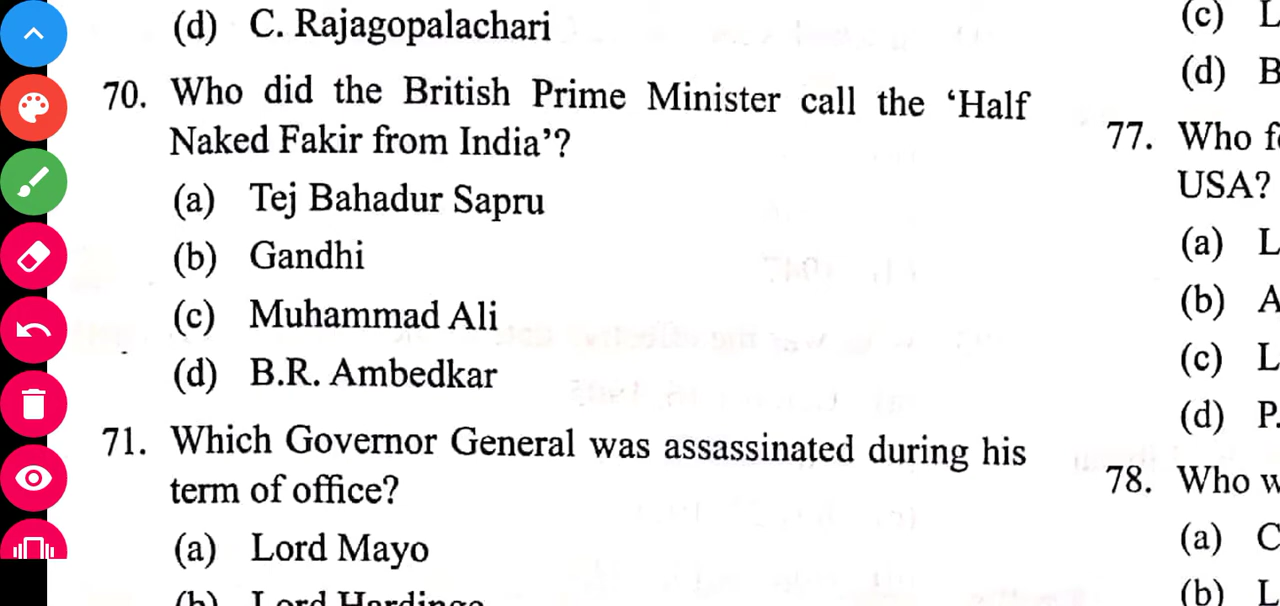 (d) C. Rajagopalachari
70. Who did the British Prime Minister call the ‘Half
Naked Fakir from India’?
(a) Tej Bahadur Sapru
(b) Gandhi
(c) Muhammad Ali
(d) B.R. Ambedkar
71. Which Governor General was assassinated during his
term of office?
(a) Lord Mayo
(b) Lord Hardinge
(c) L
(d) B
77. Who f
USA?
(a) L
(b) A
(c) L
(d) P.
78. Who w
(a) C
(b) L